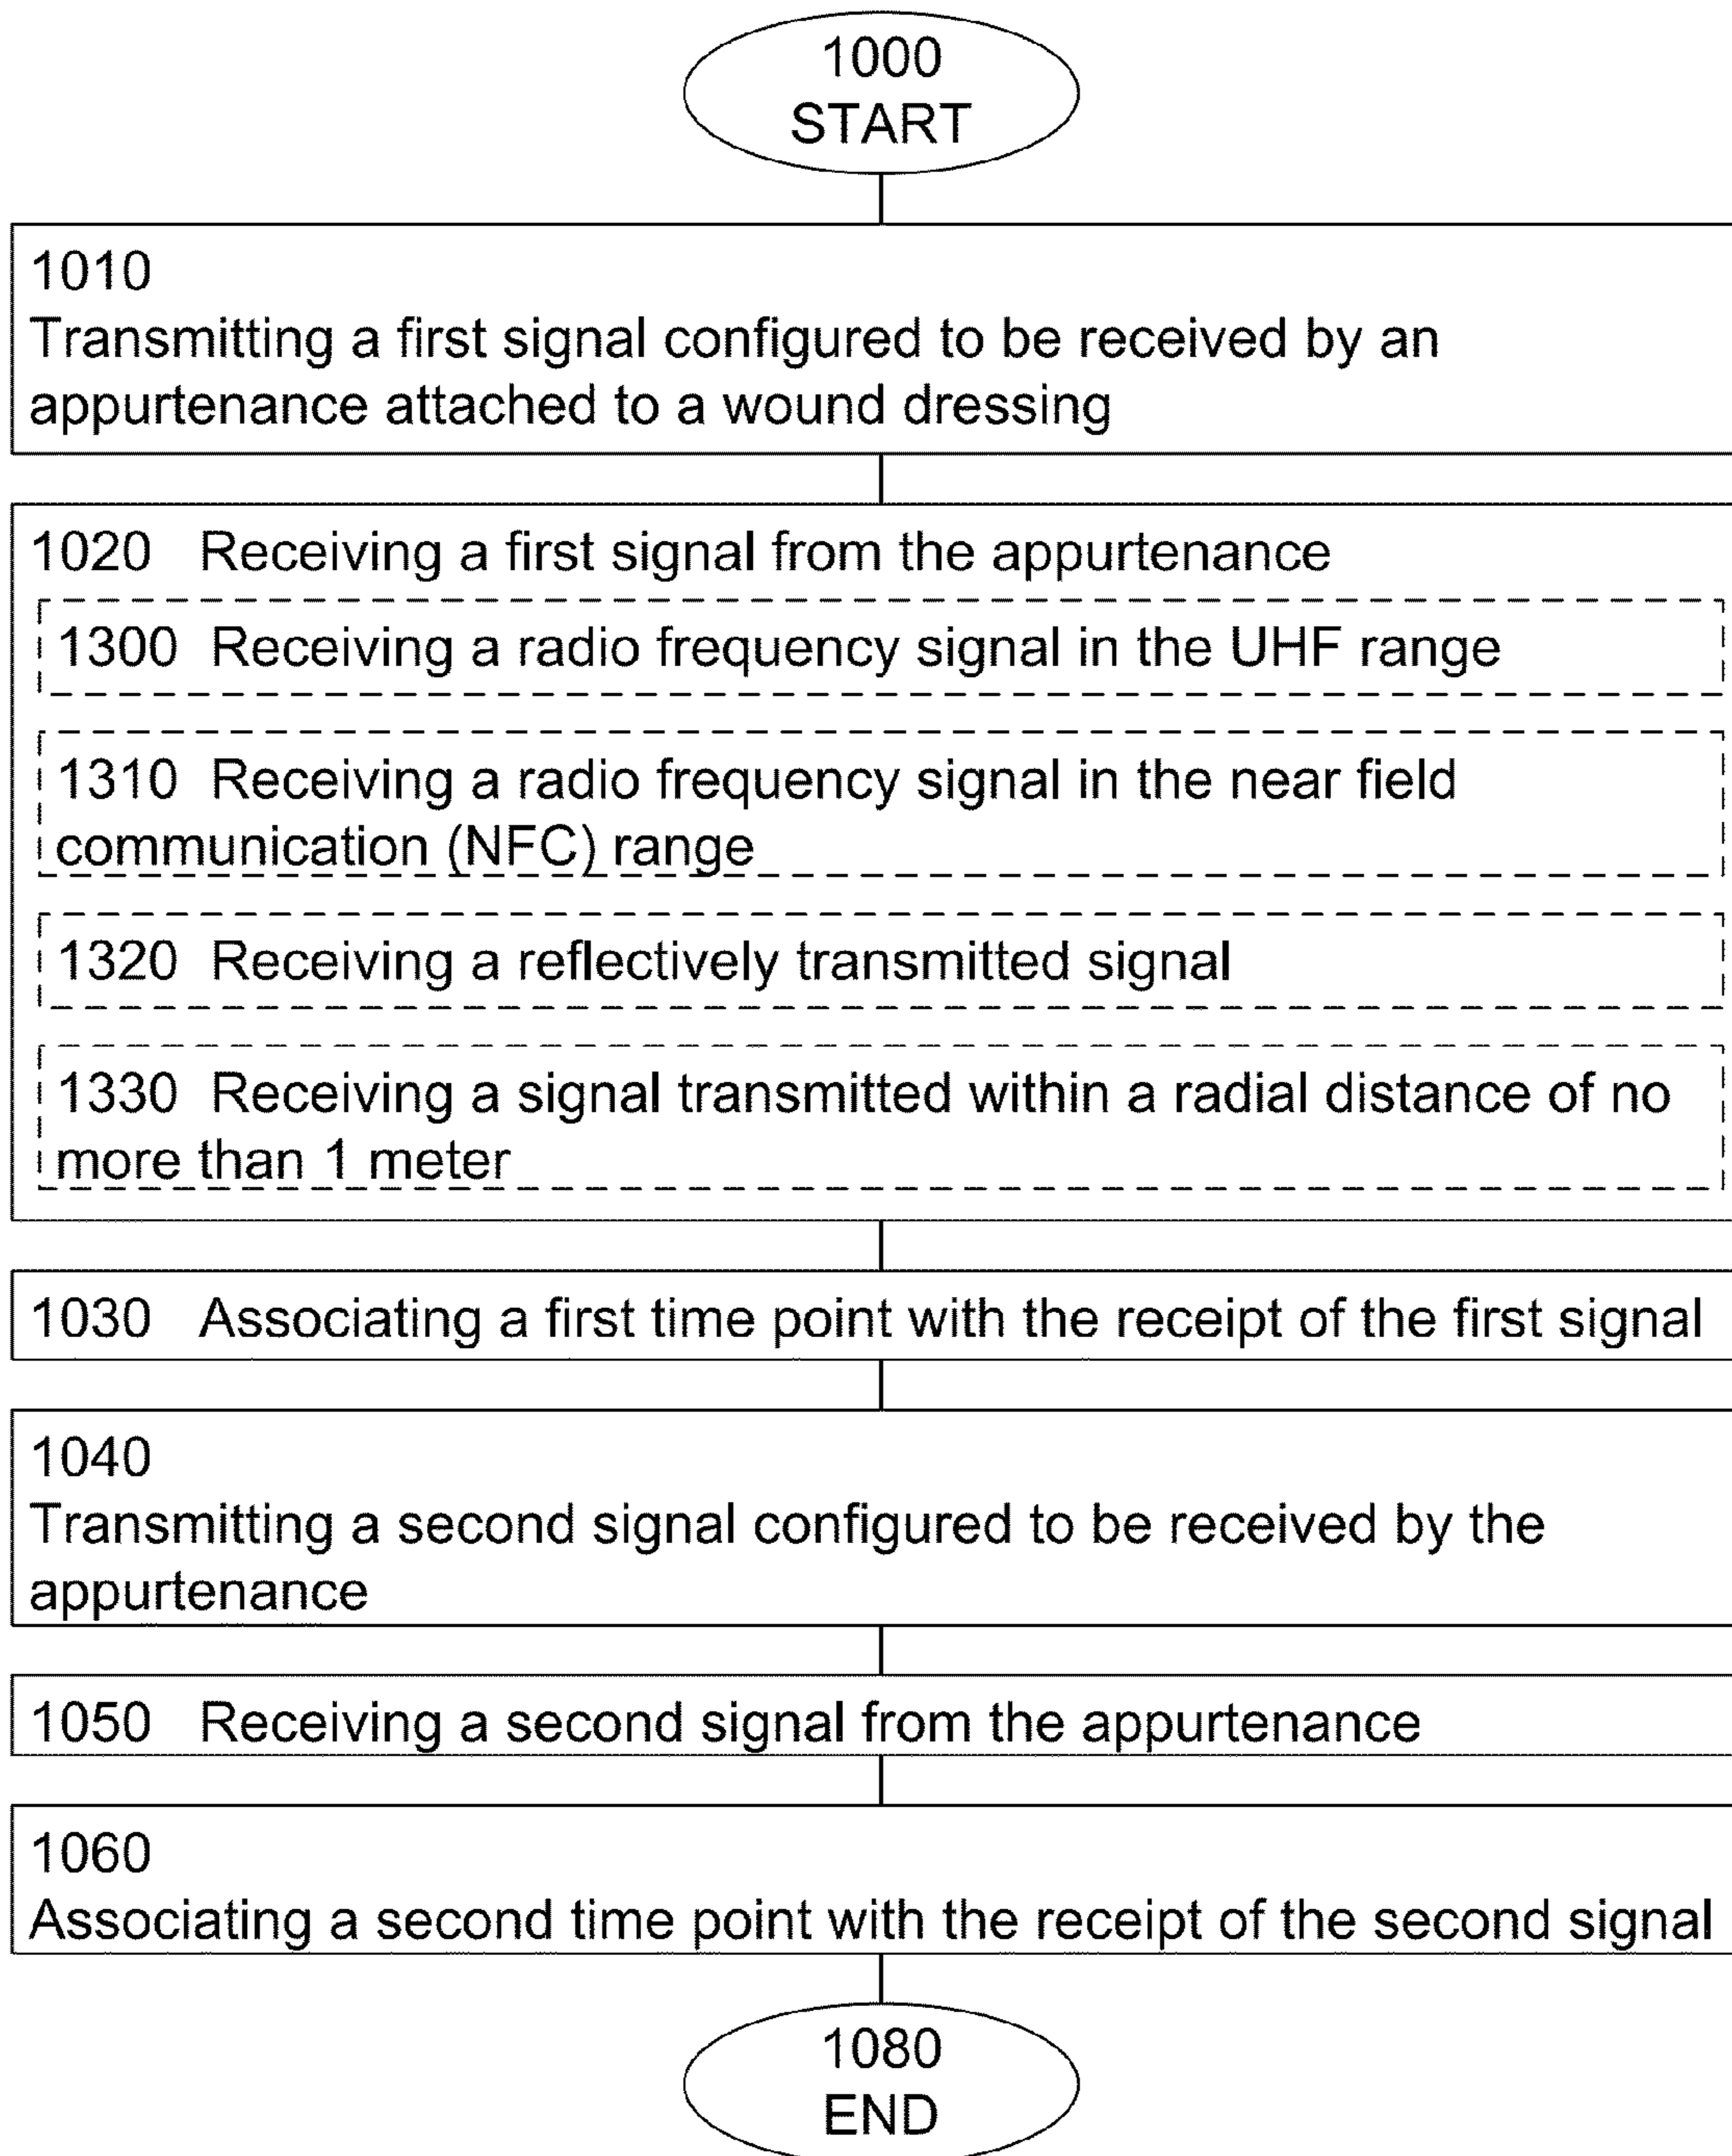 1000
START
1010
Transmitting a first signal configured to be received by an
appurtenance attached to a wound dressing
1020 Receiving a first signal from the appurtenance
1300 Receiving a radio frequency signal in the UHF range
1310 Receiving a radio frequency signal in the near field
communication (NFC) range
1320 Receiving a reflectively transmitted signal
1330 Receiving a signal transmitted within a radial distance of no
more than 1 meter
1030 Associating a first time point with the receipt of the first signal
1040
Transmitting a second signal configured to be received by the
appurtenance
1050 Receiving a second signal from the appurtenance
1060
Associating a second time point with the receipt of the second signal
1080
END